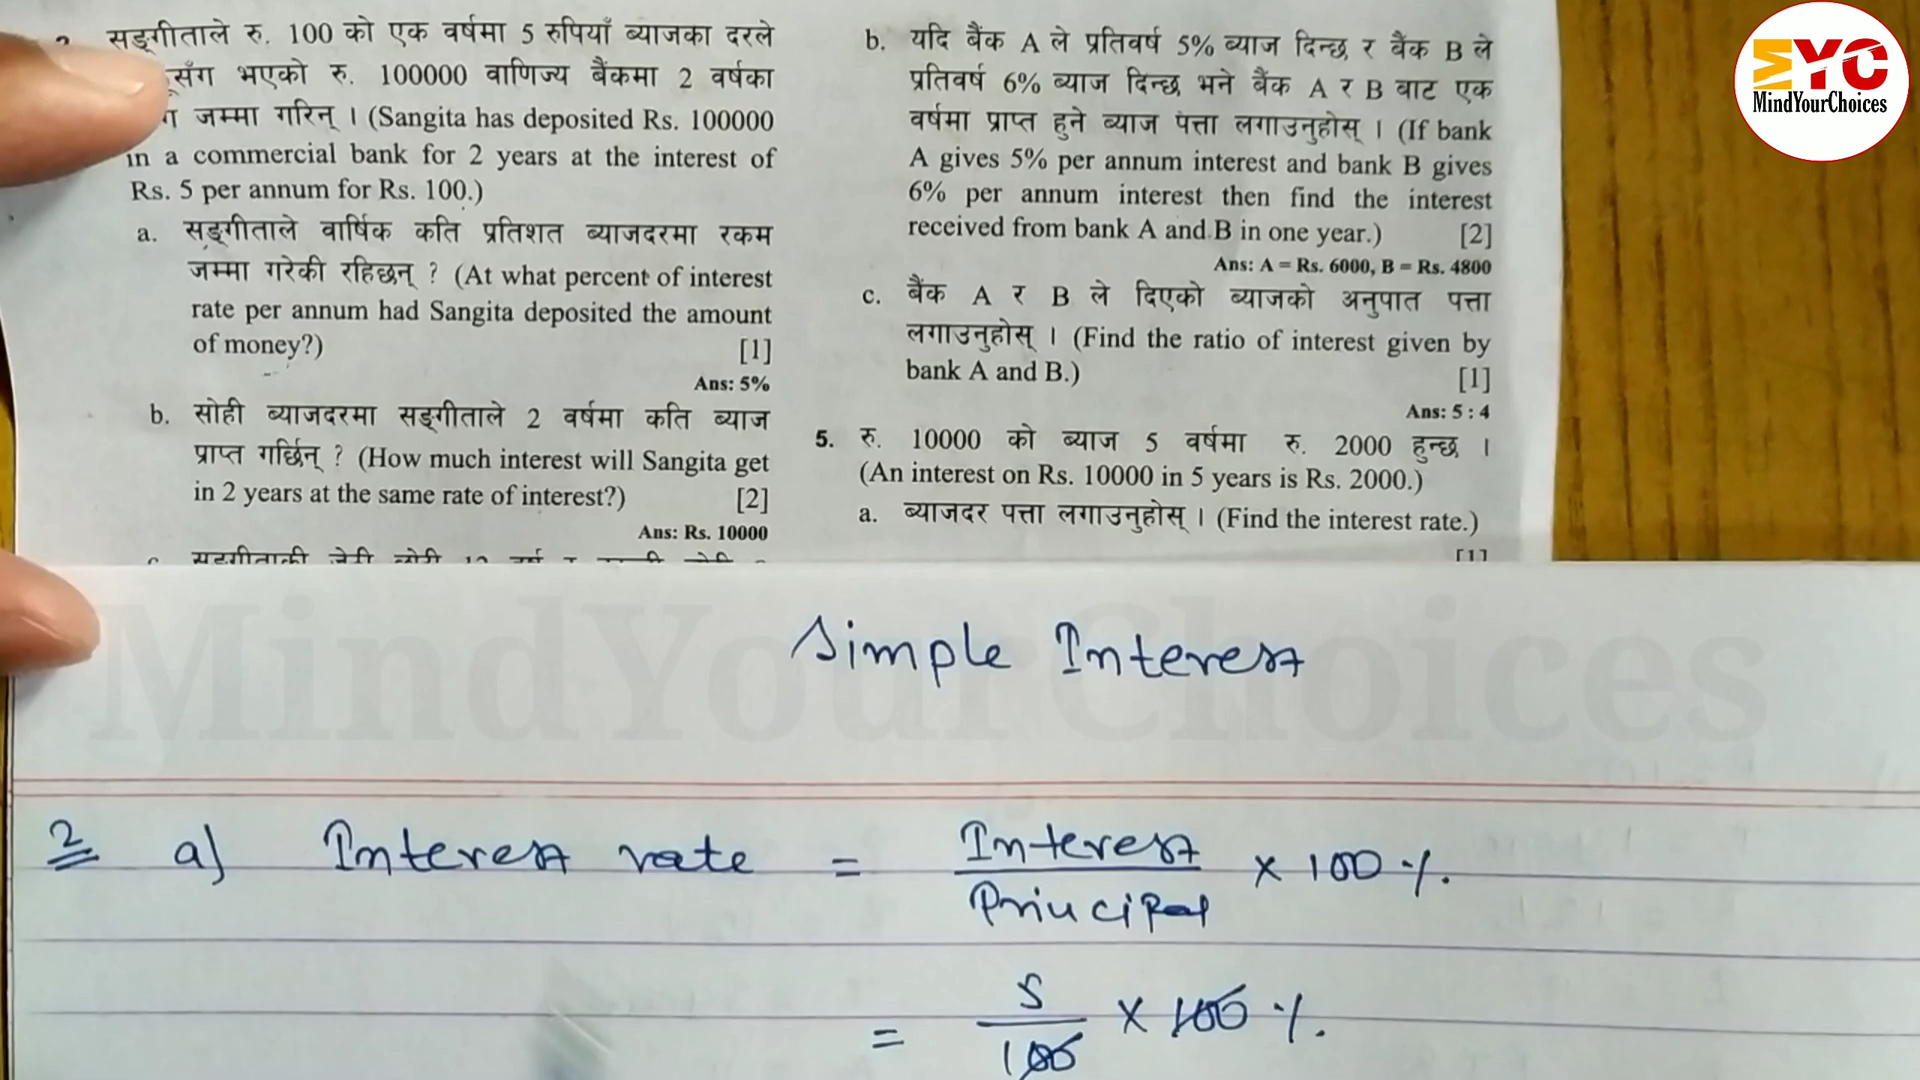 सङ्गीताले रु. 100 को एक वर्षमा 5 रुपियाँ ब्याजका दरले
भएको रु. 100000 वाणिज्य बैंकमा 2 वर्षका
जम्मा गरिन् । (Sangita has deposited Rs. 100000
in a commercial bank for 2 years at the interest of
Rs. 5 per annum for Rs. 100.)
a. सङ्गीताले वार्षिक कति प्रतिशत ब्याजदरमा रकम
जम्मा गरेकी रहिछन् ? (At what percent of interest
rate per annum had Sangita deposited the amount
of money?) [1]
Ans: 5%
b. सोही ब्याजदरमा सङ्गीताले 2 वर्षमा कति ब्याज
प्राप्त गर्छिन् ? (How much interest will Sangita get
in 2 years at the same rate of interest?) [2]
Ans: Rs. 10000
b. यदि बैंक A ले प्रतिवर्ष 5% ब्याज दिन्छ र बैंक B ले
प्रतिवर्ष 6% ब्याज दिन्छ भने बैंक A र B बाट एक
वर्षमा प्राप्त हुने ब्याज पत्ता लगाउनुहोस् । (If bank
A gives 5% per annum interest and bank B gives
6% per annum interest then find the interest
received from bank A and B in one year.) [2]
Ans: A = Rs. 6000, B = Rs. 4800
c. बैंक A र B ले दिएको ब्याजको अनुपात पत्ता
लगाउनुहोस् । (Find the ratio of interest given by
bank A and B.) [1]
Ans: 5 : 4
5. रु. 10000 को ब्याज 5 वर्षमा रु. 2000 हुन्छ ।
(An interest on Rs. 10000 in 5 years is Rs. 2000.)
a. ब्याजदर पत्ता लगाउनुहोस् । (Find the interest rate.)
[1]
MYC
MindYourChoices
MindYourChoices
Simple Interest
2 a) Interest rate = Interest/Principal × 100 %.
= 5/100 × 100 %.